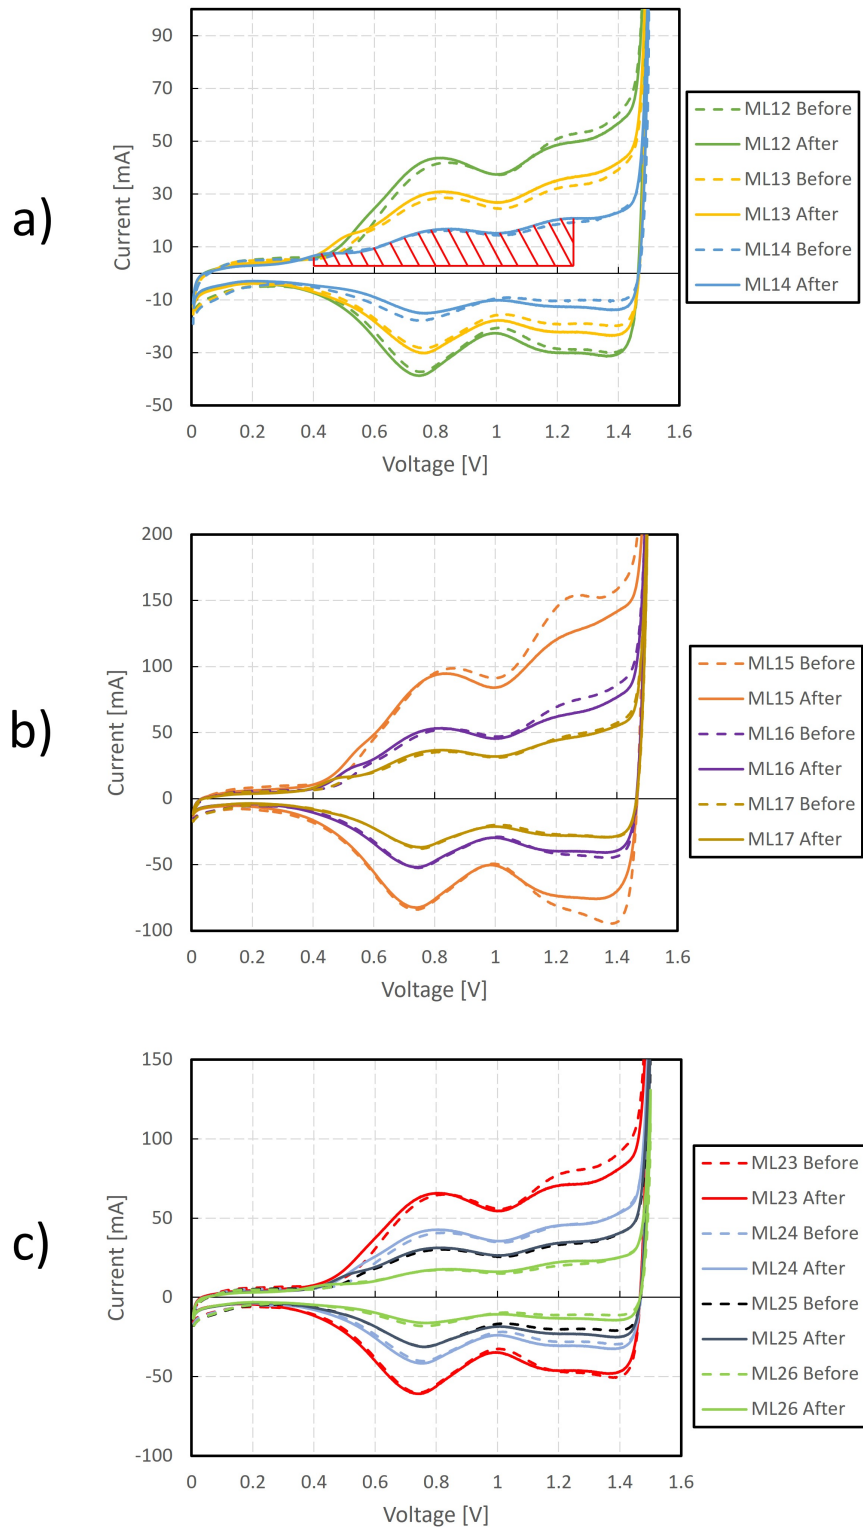 a)
Current [mA]
90
70
50
30
10
-10
-30
-50
0 0.2 0.4 0.6 0.8 1 1.2 1.4 1.6
Voltage [V]
ML12 Before
ML12 After
ML13 Before
ML13 After
ML14 Before
ML14 After
b)
Current [mA]
200
150
100
50
0
-50
-100
0 0.2 0.4 0.6 0.8 1 1.2 1.4 1.6
Voltage [V]
ML15 Before
ML15 After
ML16 Before
ML16 After
ML17 Before
ML17 After
c)
Current [mA]
150
100
50
0
-50
-100
0 0.2 0.4 0.6 0.8 1 1.2 1.4 1.6
Voltage [V]
ML23 Before
ML23 After
ML24 Before
ML24 After
ML25 Before
ML25 After
ML26 Before
ML26 After